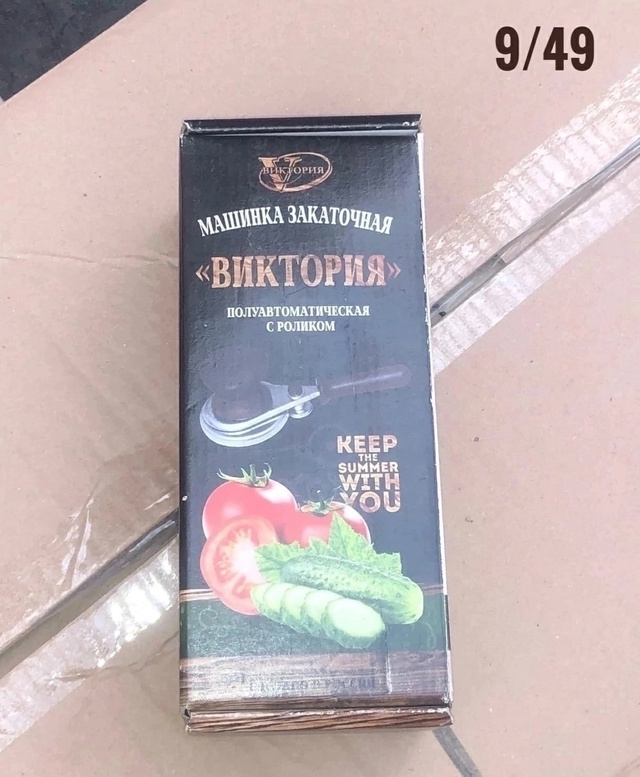 9/49
ВИКТОРИЯ
МАШИНКА ЗАКАТОЧНАЯ
«ВИКТОРИЯ»
ПОЛУАВТОМАТИЧЕСКАЯ
С РОЛИКОМ
KEEP
THE
SUMMER
WITH
YOU